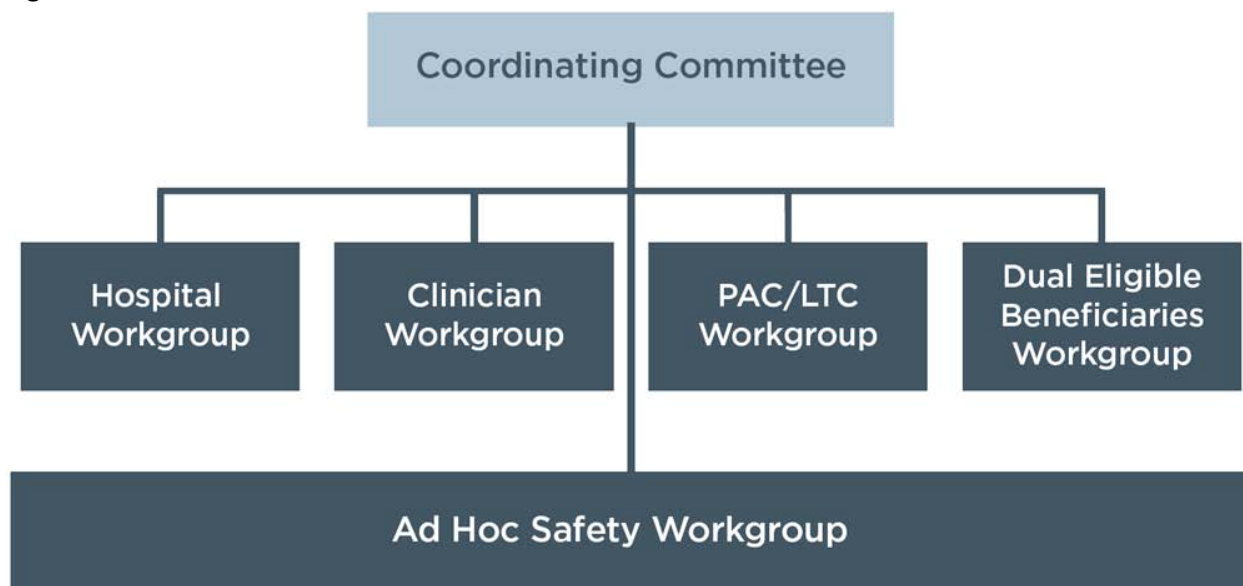 Coordinating Committee
Hospital
Workgroup
Clinician
Workgroup
PAC/LTC
Workgroup
Dual Eligible
Beneficiaries
Workgroup
Ad Hoc Safety Workgroup